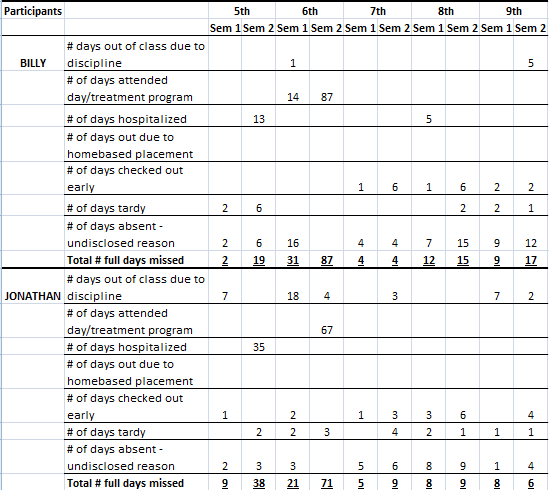 Participants 5th 6th 7th 8th 9th
Sem 1 Sem 2 Sem 1 Sem 2 Sem 1 Sem 2 Sem 1 Sem 2 Sem 1 Sem 2
# days out of class due to
BILLY discipline 1 5
# of days attended
day/treatment program 14 87
# of days hospitalized 13 5
# of days out due to
homebased placement
# of days checked out
early 1 6 1 6 2 2
# of days tardy 2 6 2 2 1
# of days absent -
undisclosed reason 2 6 16 4 4 7 15 9 12
Total # full days missed 2 19 31 87 4 4 12 15 9 17
# days out of class due to
JONATHAN discipline 7 18 4 3 7 2
# of days attended
day/treatment program 67
# of days hospitalized 35
# of days out due to
homebased placement
# of days checked out
early 1 2 1 3 3 6 4
# of days tardy 2 2 3 4 2 1 1 1
# of days absent -
undisclosed reason 2 3 3 5 6 8 9 1 4
Total # full days missed 9 38 21 71 5 9 8 9 8 6